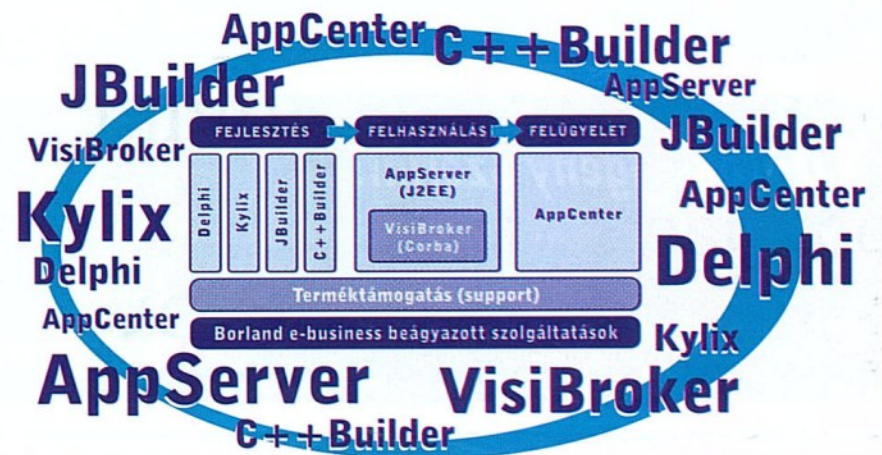 AppCenter
C++Builder
JBuilder
AppServer
FEJLESZTÉS
FELHASZNÁLÁS
FELÜGYELET
JBuilder
VisiBroker
Delphi
Kylix
JBuilder
C++Builder
AppServer
(J2EE)
VisiBroker
(Corba)
AppCenter
AppCenter
Kylix
Delphi
Delphi
Terméktámogatás (support)
AppCenter
Borland e-business beágyazott szolgáltatások
Kylix
AppServer
VisiBroker
C++Builder